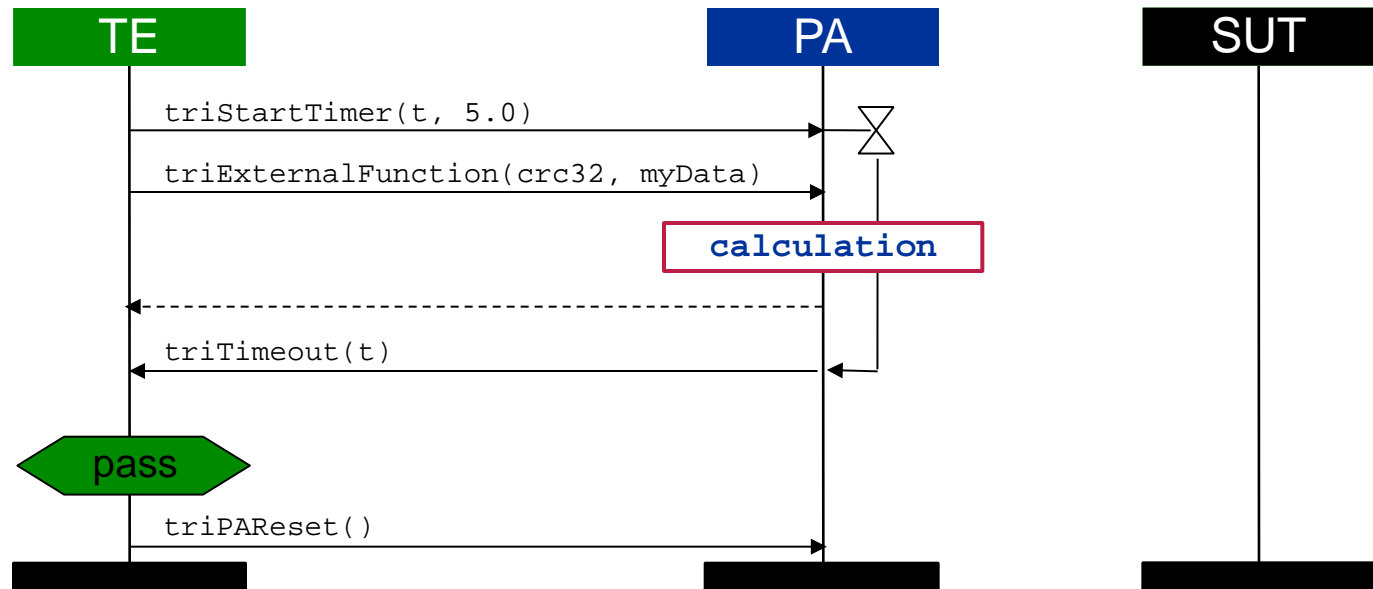 TE
PA
SUT
triStartTimer(t, 5.0)
triExternalFunction(crc32, myData)
calculation
triTimeout(t)
pass
triPAReset()